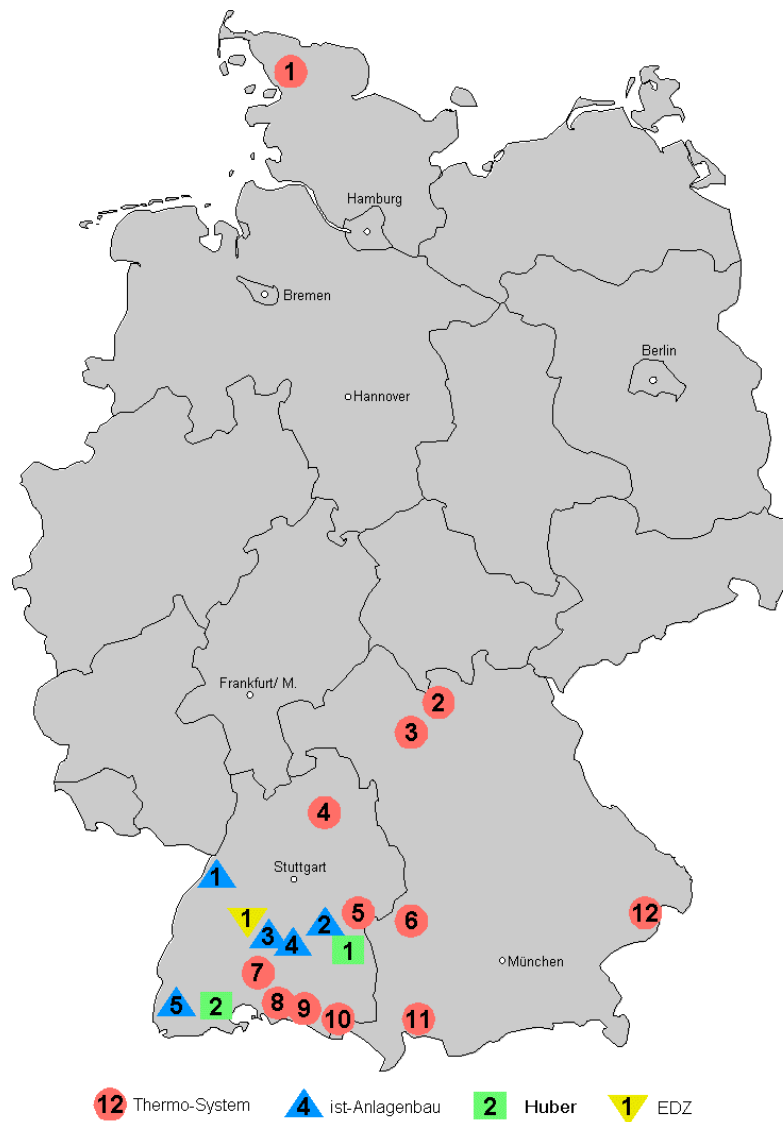 1
Hamburg
Bremen
Berlin
Hannover
Frankfurt/ M.
2
3
4
Stuttgart
1
1
5
2
6
12
3
4
1
München
7
5
2
8
9
10
11
12 Thermo-System 4 ist-Anlagenbau 2 Huber 1 EDZ